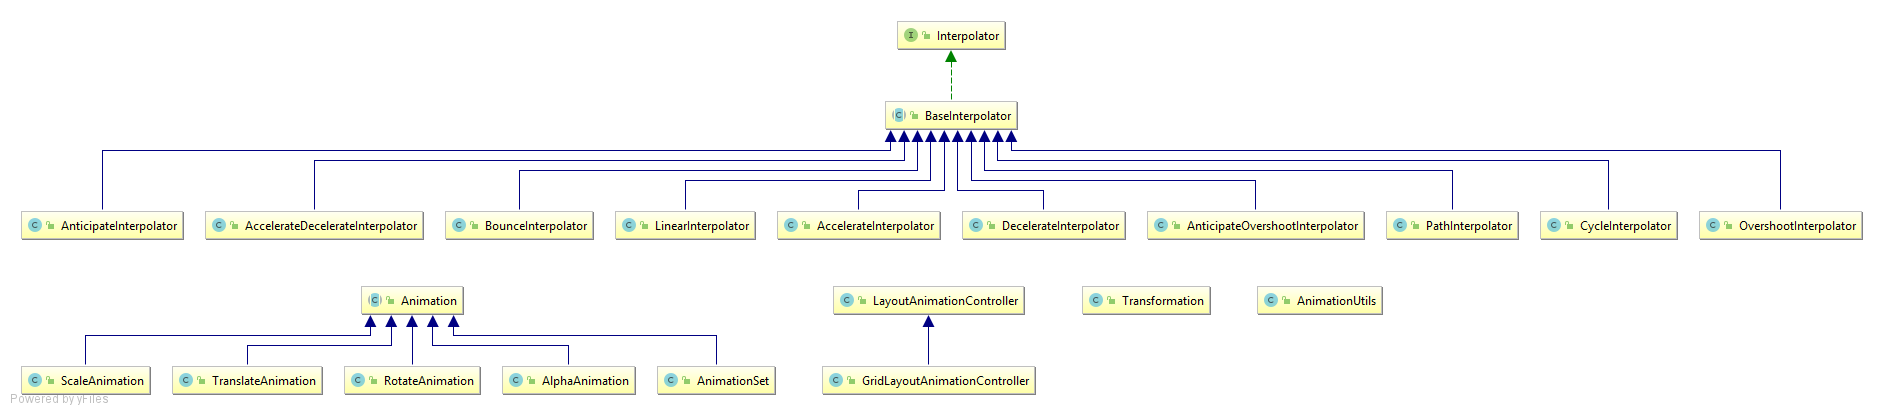 Interpolator
BaseInterpolator
AnticipateInterpolator
AccelerateDecelerateInterpolator
BounceInterpolator
LinearInterpolator
AccelerateInterpolator
DecelerateInterpolator
AnticipateOvershootInterpolator
PathInterpolator
CycleInterpolator
OvershootInterpolator
Animation
LayoutAnimationController
Transformation
AnimationUtils
ScaleAnimation
TranslateAnimation
RotateAnimation
AlphaAnimation
AnimationSet
GridLayoutAnimationController
Powered by yFiles